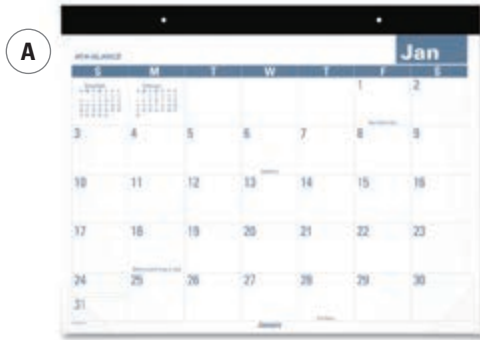 A
AT-A-GLANCE
Jan
S M T W T F S
1 2
3 4 5 6 7 8 9
10 11 12 13 14 15 16
17 18 19 20 21 22 23
24 25 26 27 28 29 30
31
January